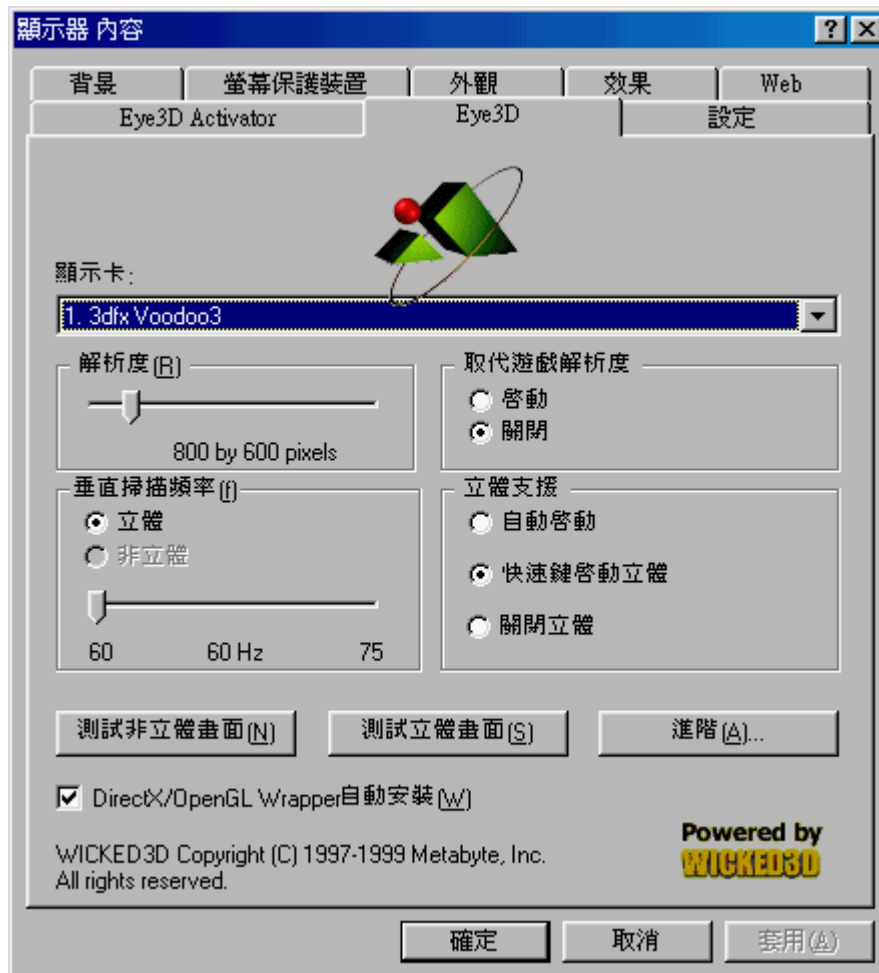 顯示器 內容
背景 螢幕保護裝置 外觀 效果 Web
Eye3D Activator Eye3D 設定
顯示卡:
1. 3dfx Voodoo3
解析度(R)
800 by 600 pixels
取代遊戲解析度
啓動
關閉
垂直掃描頻率(f)
立體
非立體
60 60 Hz 75
立體支援
自動啓動
快速鍵啓動立體
關閉立體
測試非立體畫面(N) 測試立體畫面(S) 進階(A)...
DirectX/OpenGL Wrapper自動安裝(W)
WICKED3D Copyright (C) 1997-1999 Metabyte, Inc.
All rights reserved.
Powered by
WICKED3D
確定 取消 套用(A)